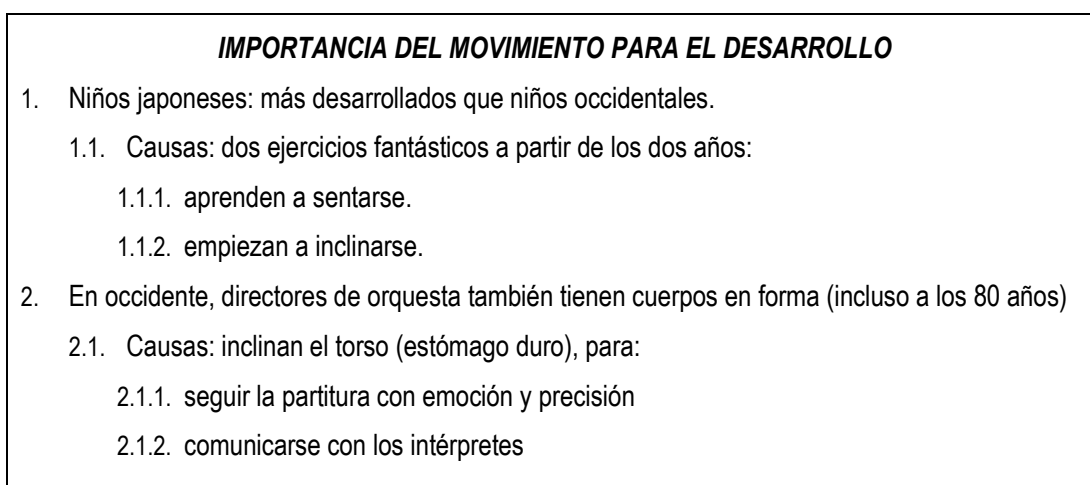 IMPORTANCIA DEL MOVIMIENTO PARA EL DESARROLLO
1. Niños japoneses: más desarrollados que niños occidentales.
1.1. Causas: dos ejercicios fantásticos a partir de los dos años:
1.1.1. aprenden a sentarse.
1.1.2. empiezan a inclinarse.
2. En occidente, directores de orquesta también tienen cuerpos en forma (incluso a los 80 años)
2.1. Causas: inclinan el torso (estómago duro), para:
2.1.1. seguir la partitura con emoción y precisión
2.1.2. comunicarse con los intérpretes